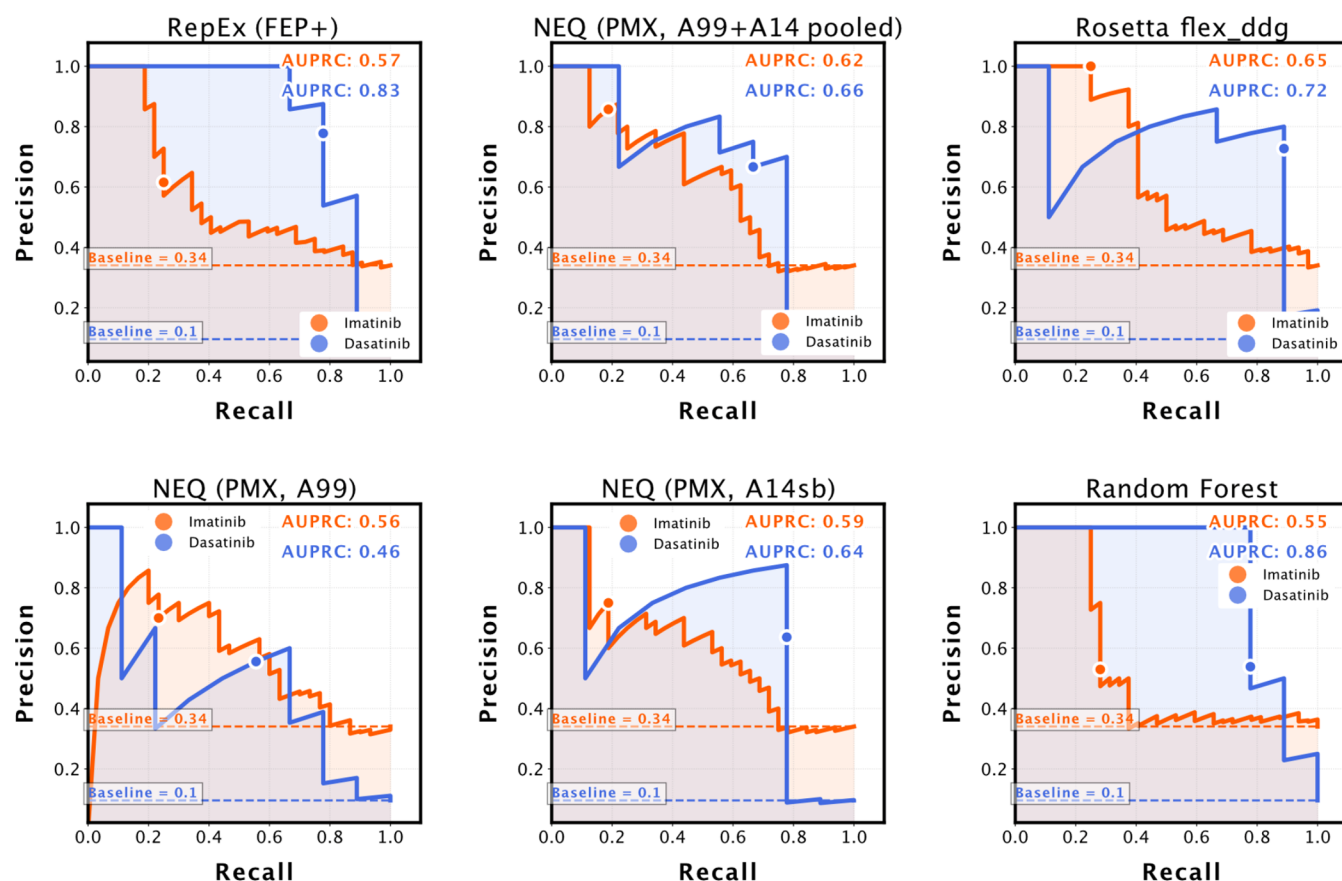 RepEx (FEP+)
AUPRC: 0.57
AUPRC: 0.83
Precision
1.0
0.8
0.6
0.4
0.2
Baseline = 0.34
Baseline = 0.1
Imatinib
Dasatinib
0.0 0.2 0.4 0.6 0.8 1.0
Recall
NEQ (PMX, A99+A14 pooled)
AUPRC: 0.62
AUPRC: 0.66
Precision
1.0
0.8
0.6
0.4
0.2
Baseline = 0.34
Baseline = 0.1
Imatinib
Dasatinib
0.0 0.2 0.4 0.6 0.8 1.0
Recall
Rosetta flex_ddg
AUPRC: 0.65
AUPRC: 0.72
Precision
1.0
0.8
0.6
0.4
0.2
Baseline = 0.34
Baseline = 0.1
Imatinib
Dasatinib
0.0 0.2 0.4 0.6 0.8 1.0
Recall
NEQ (PMX, A99)
Imatinib
Dasatinib
AUPRC: 0.56
AUPRC: 0.46
Precision
1.0
0.8
0.6
0.4
0.2
Baseline = 0.34
Baseline = 0.1
0.0 0.2 0.4 0.6 0.8 1.0
Recall
NEQ (PMX, A14sb)
Imatinib
Dasatinib
AUPRC: 0.59
AUPRC: 0.64
Precision
1.0
0.8
0.6
0.4
0.2
Baseline = 0.34
Baseline = 0.1
0.0 0.2 0.4 0.6 0.8 1.0
Recall
Random Forest
AUPRC: 0.55
AUPRC: 0.86
Imatinib
Dasatinib
Precision
1.0
0.8
0.6
0.4
0.2
Baseline = 0.34
Baseline = 0.1
0.0 0.2 0.4 0.6 0.8 1.0
Recall